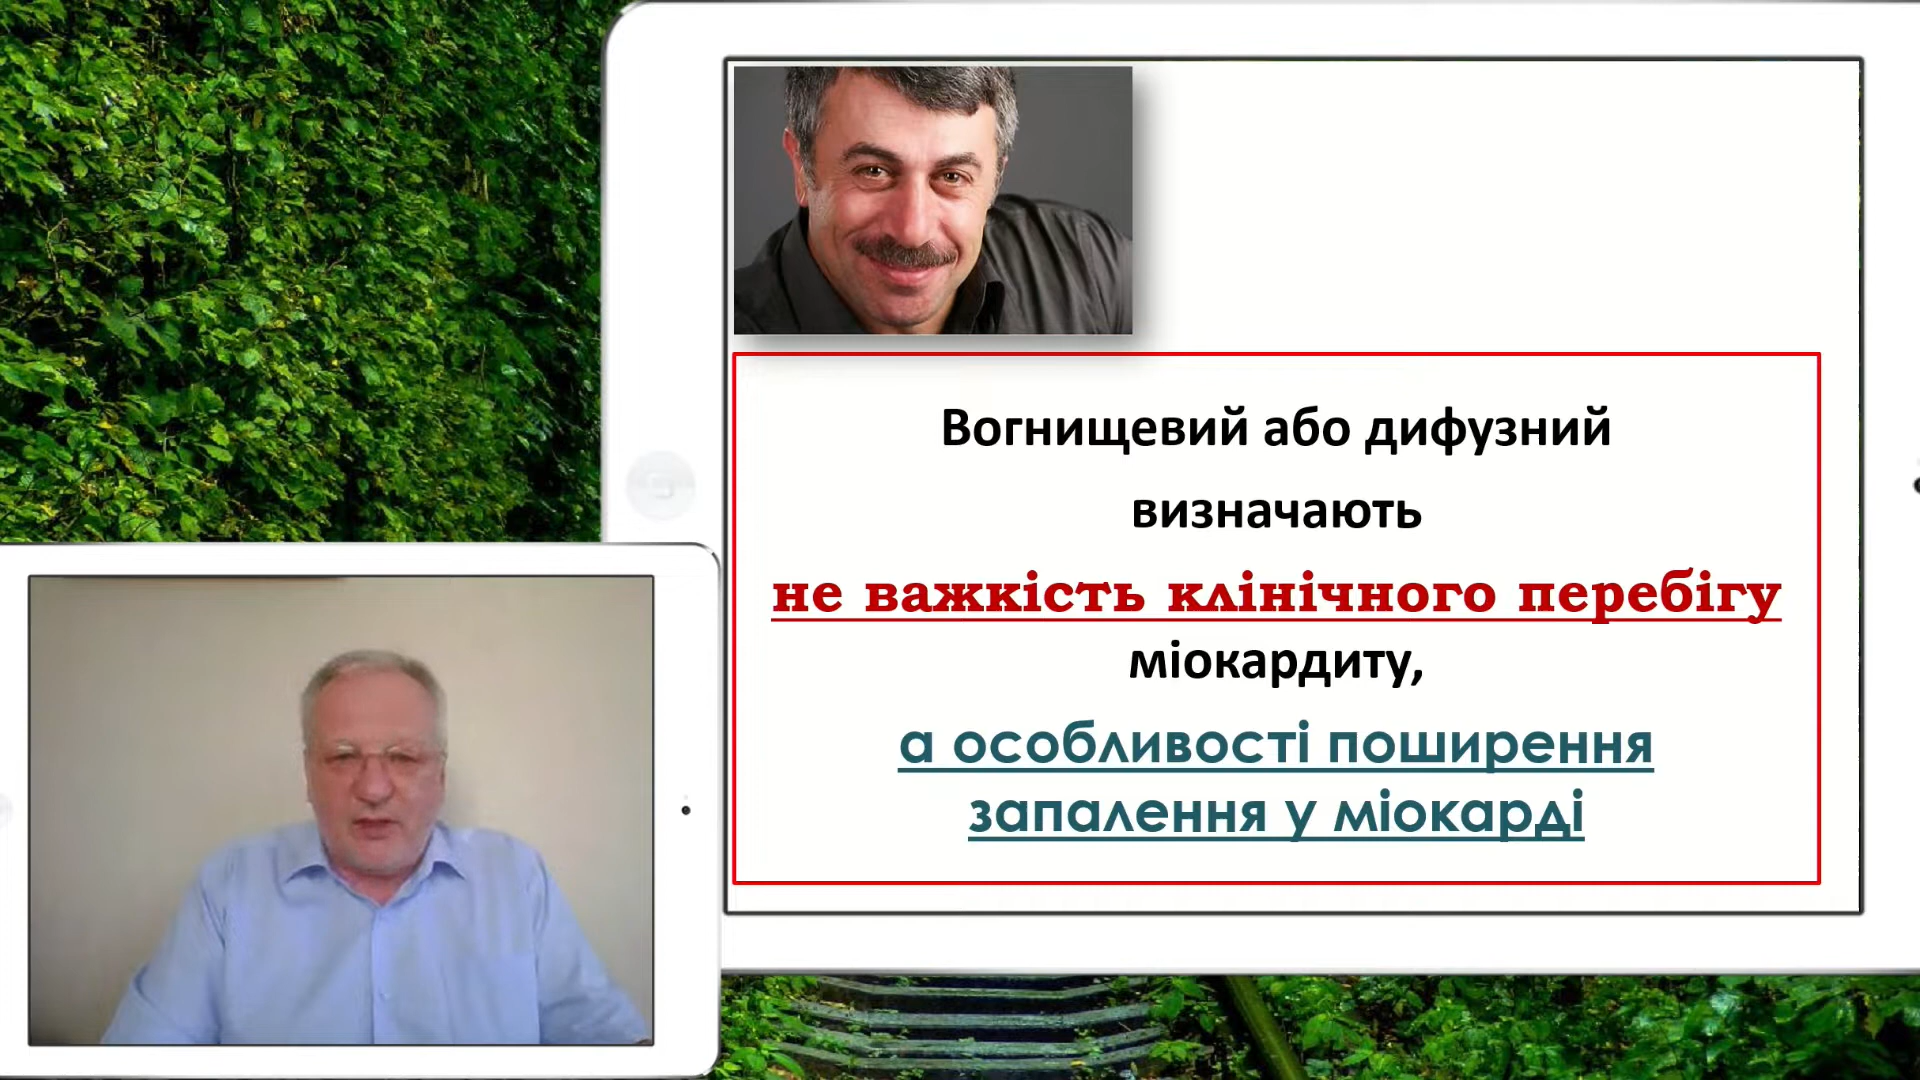 Вогнищевий або дифузний
визначають
не важкість клінічного перебігу
міокардиту,
а особливості поширення
запалення у міокарді